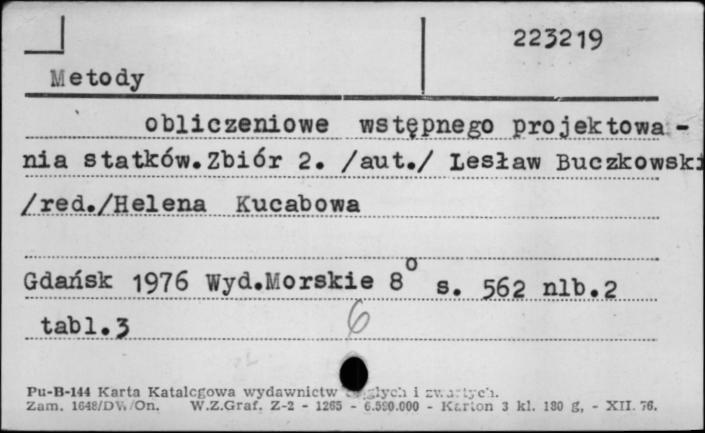 223219
Metody
obliczeniowe wstępnego projektowa-
nia statków.Zbiór 2. /aut./ Lesław Buczkowski
/red./Helena Kucabowa
Gdańsk 1976 Wyd.Morskie 8° s. 562 nlb.2
tabl.3
6
Pu-B-144 Karta Katalogowa wydawnictw i zwartych.
Zam. 1648/DW/On. W.Z.Graf. Z-2 - 1265 - 6.590.000 - Karton 3 kl. 180 g, - XII. 76.